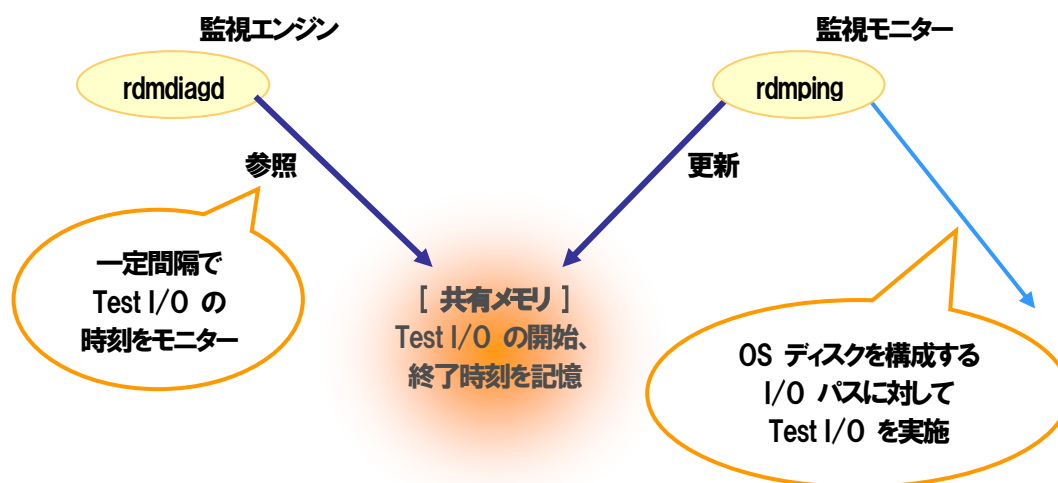 監視エンジン
監視モニター
rdmdiagd
rdmping
参照
更新
一定間隔で
Test I/O の
時刻をモニター
[ 共有メモリ ]
Test I/O の開始、
終了時刻を記憶
OS ディスクを構成する
I/O パスに対して
Test I/O を実施